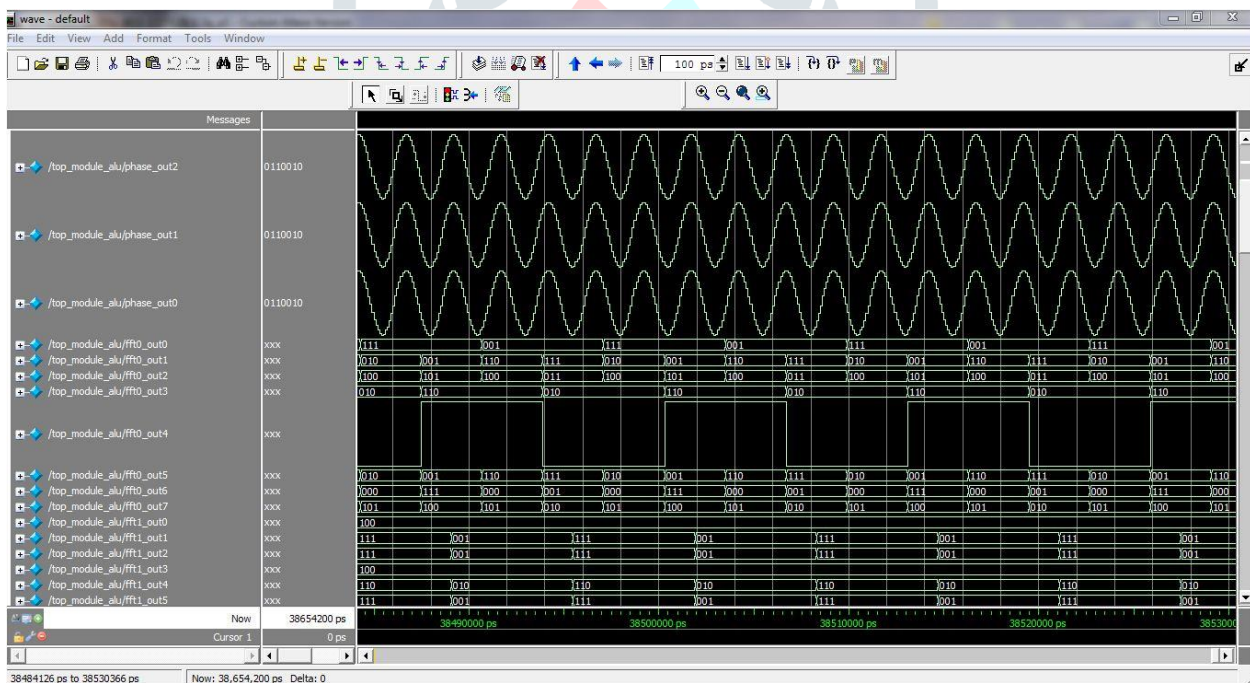 wave - default
File Edit View Add Format Tools Window
100 ps
Messages
/top_module_alu/phase_out2 0110010
/top_module_alu/phase_out1 0110010
/top_module_alu/phase_out0 0110010
/top_module_alu/fft0_out0 xxx 111 001 111 001 111 001 111 001
/top_module_alu/fft0_out1 xxx 010 001 110 111 010 001 110 111 010 001 110 111 010 001 110
/top_module_alu/fft0_out2 xxx 100 101 100 011 100 101 100 011 100 101 100 011 100 101 100
/top_module_alu/fft0_out3 xxx 010 110 010 110 010 110 010 110
/top_module_alu/fft0_out4 xxx
/top_module_alu/fft0_out5 xxx 010 001 110 111 010 001 110 111 010 001 110 111 010 001 110
/top_module_alu/fft0_out6 xxx 000 111 000 001 000 111 000 001 000 111 000 001 000 111 000
/top_module_alu/fft0_out7 xxx 101 100 101 010 101 100 101 010 101 100 101 010 101 100 101
/top_module_alu/fft1_out0 xxx 100
/top_module_alu/fft1_out1 xxx 111 001 111 001 111 001 111 001
/top_module_alu/fft1_out2 xxx 111 001 111 001 111 001 111 001
/top_module_alu/fft1_out3 xxx 100
/top_module_alu/fft1_out4 xxx 110 010 110 010 110 010 110 010
/top_module_alu/fft1_out5 xxx 111 001 111 001 111 001 111 001
Now 38654200 ps 38490000 ps 38500000 ps 38510000 ps 38520000 ps 3853000
Cursor 1 0 ps
38484126 ps to 38530366 ps Now: 38,654,200 ps Delta: 0